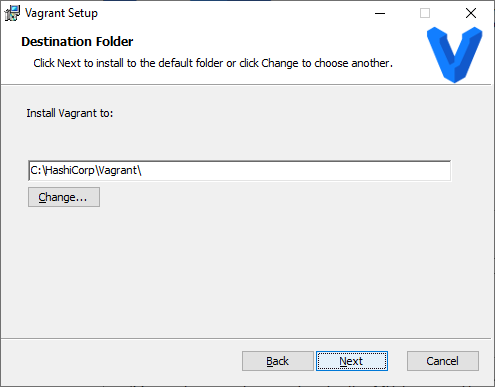 Vagrant Setup
Destination Folder
Click Next to install to the default folder or click Change to choose another.
Install Vagrant to:
C:\HashiCorp\Vagrant\
Change...
Back Next Cancel